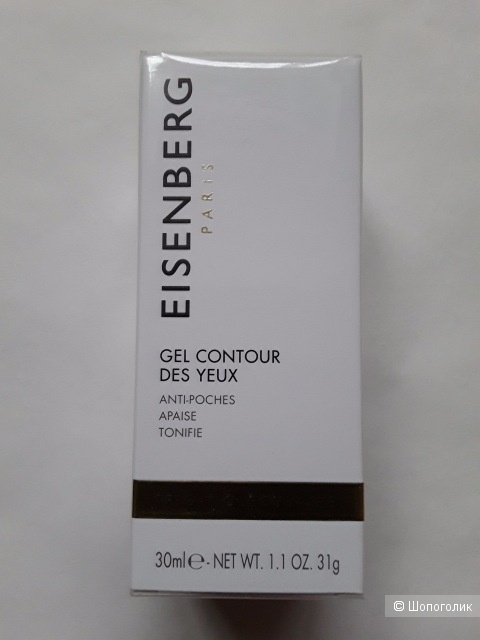 EISENBERG
PARIS
GEL CONTOUR
DES YEUX
ANTI-POCHES
APAISE
TONIFIE
30ml e - NET WT. 1.1 OZ. 31g
© Шопоголик